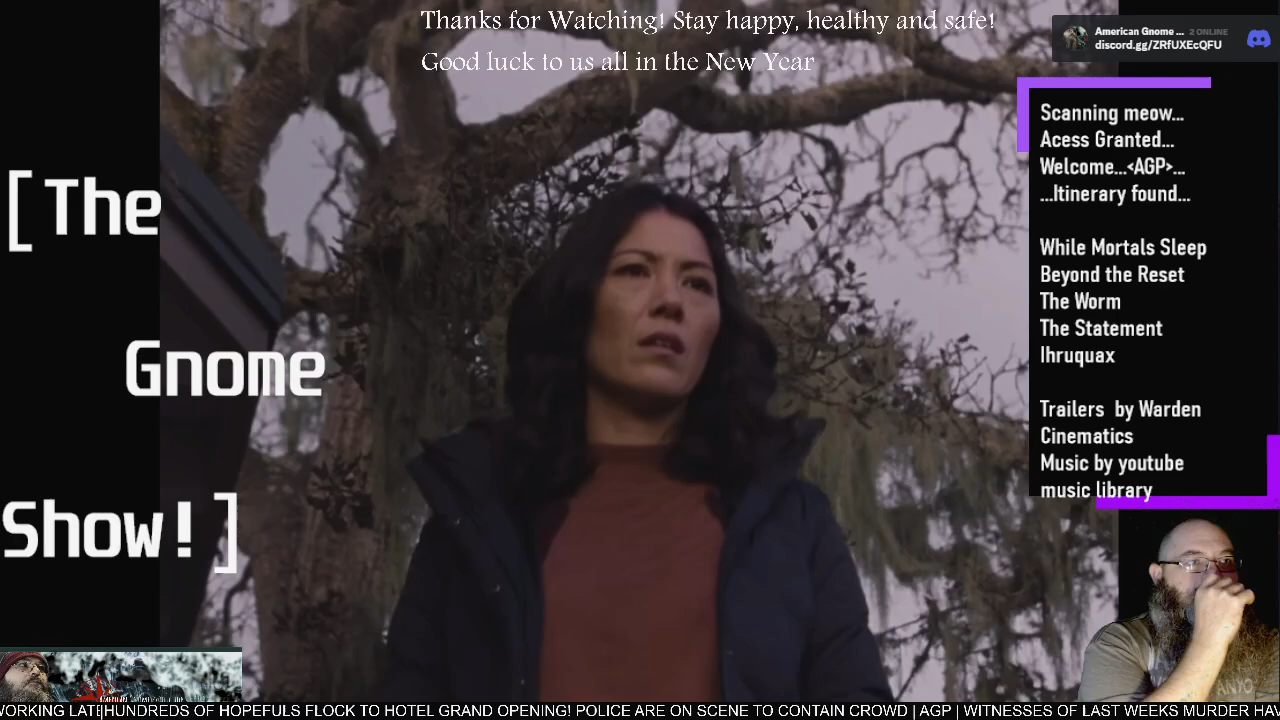 Thanks for Watching! Stay happy, healthy and safe!
Good luck to us all in the New Year
American Gnome ... 2 ONLINE
discord.gg/ZRfUXEcQFU
Scanning meow...
Acess Granted...
Welcome...<AGP>...
...Itinerary found...
While Mortals Sleep
Beyond the Reset
The Worm
The Statement
Ihruquax
Trailers by Warden
Cinematics
Music by youtube
music library
[ The
Gnome
Show! ]
ANYO
WORKING LATE|HUNDREDS OF HOPEFULS FLOCK TO HOTEL GRAND OPENING! POLICE ARE ON SCENE TO CONTAIN CROWD | AGP | WITNESSES OF LAST WEEKS MURDER HAV